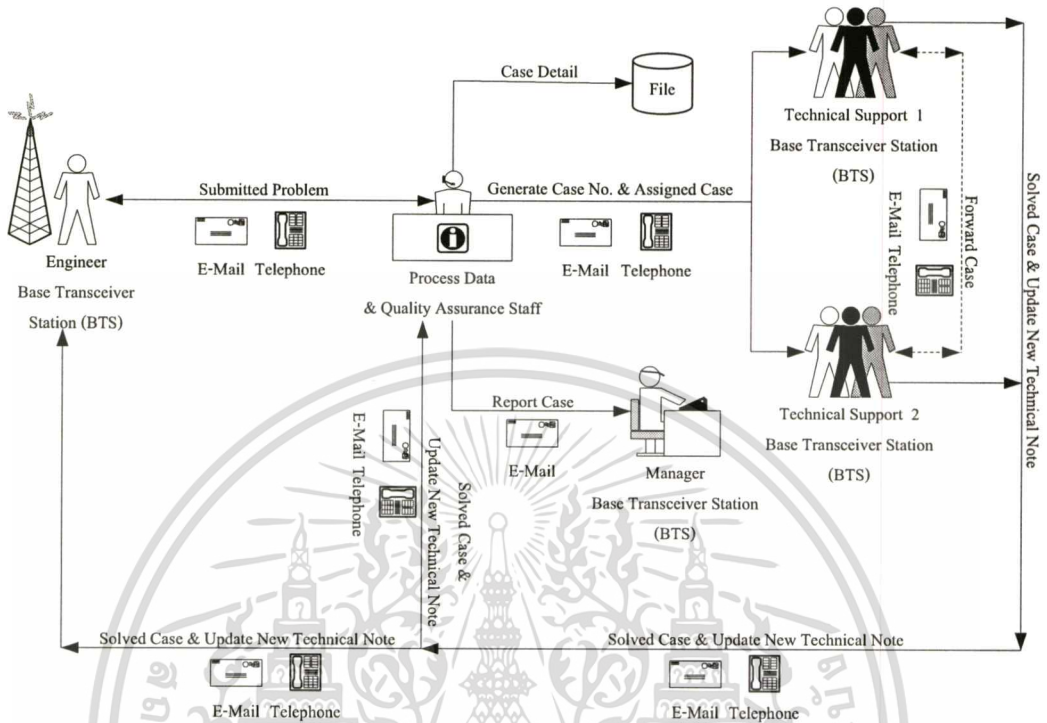 Case Detail
File
Technical Support 1
Base Transceiver Station
(BTS)
Submitted Problem
E-Mail Telephone
Generate Case No. & Assigned Case
E-Mail Telephone
Engineer
Base Transceiver
Station (BTS)
Process Data
& Quality Assurance Staff
E-Mail Telephone
Forward Case
Solved Case & Update New Technical Note
Report Case
E-Mail
Manager
Base Transceiver Station
(BTS)
Technical Support 2
Base Transceiver Station
(BTS)
E-Mail Telephone
Solved Case &
Update New Technical Note
Solved Case & Update New Technical Note
E-Mail Telephone
Solved Case & Update New Technical Note
E-Mail Telephone